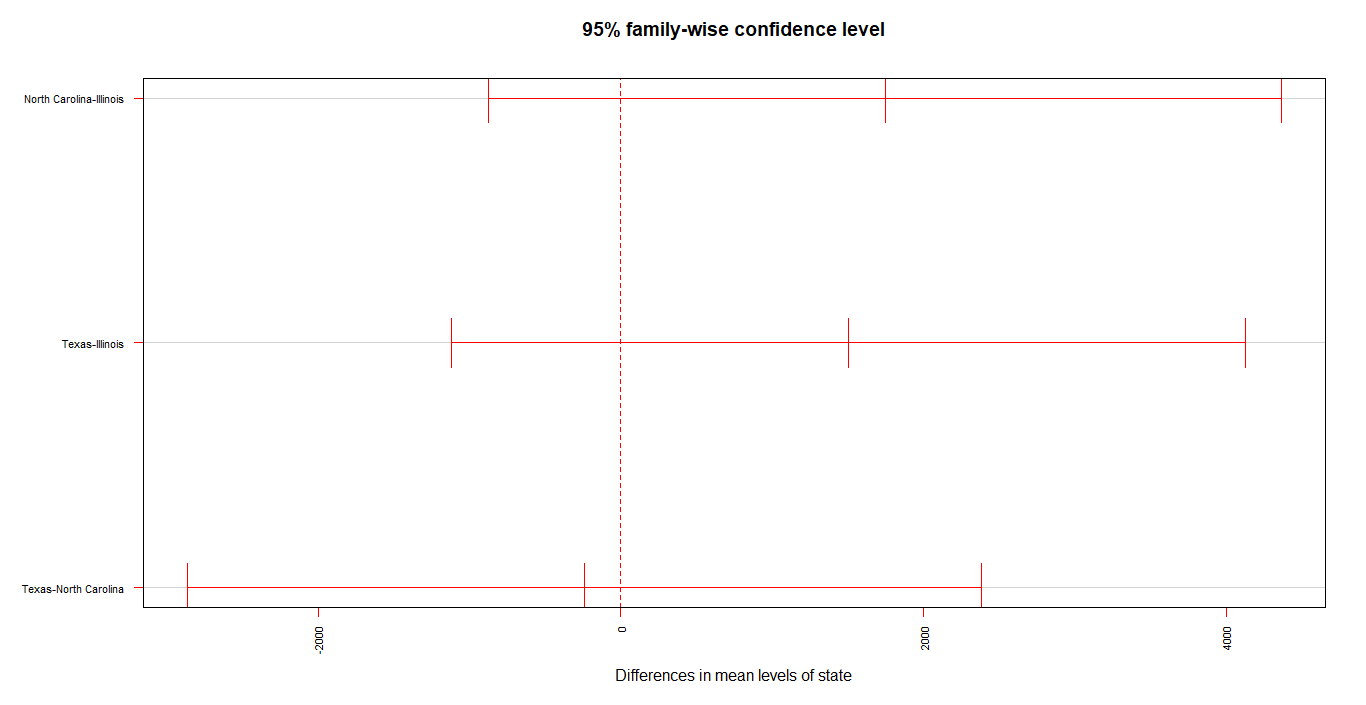 95% family-wise confidence level
North Carolina-Illinois
Texas-Illinois
Texas-North Carolina
-2000
0
2000
4000
Differences in mean levels of state